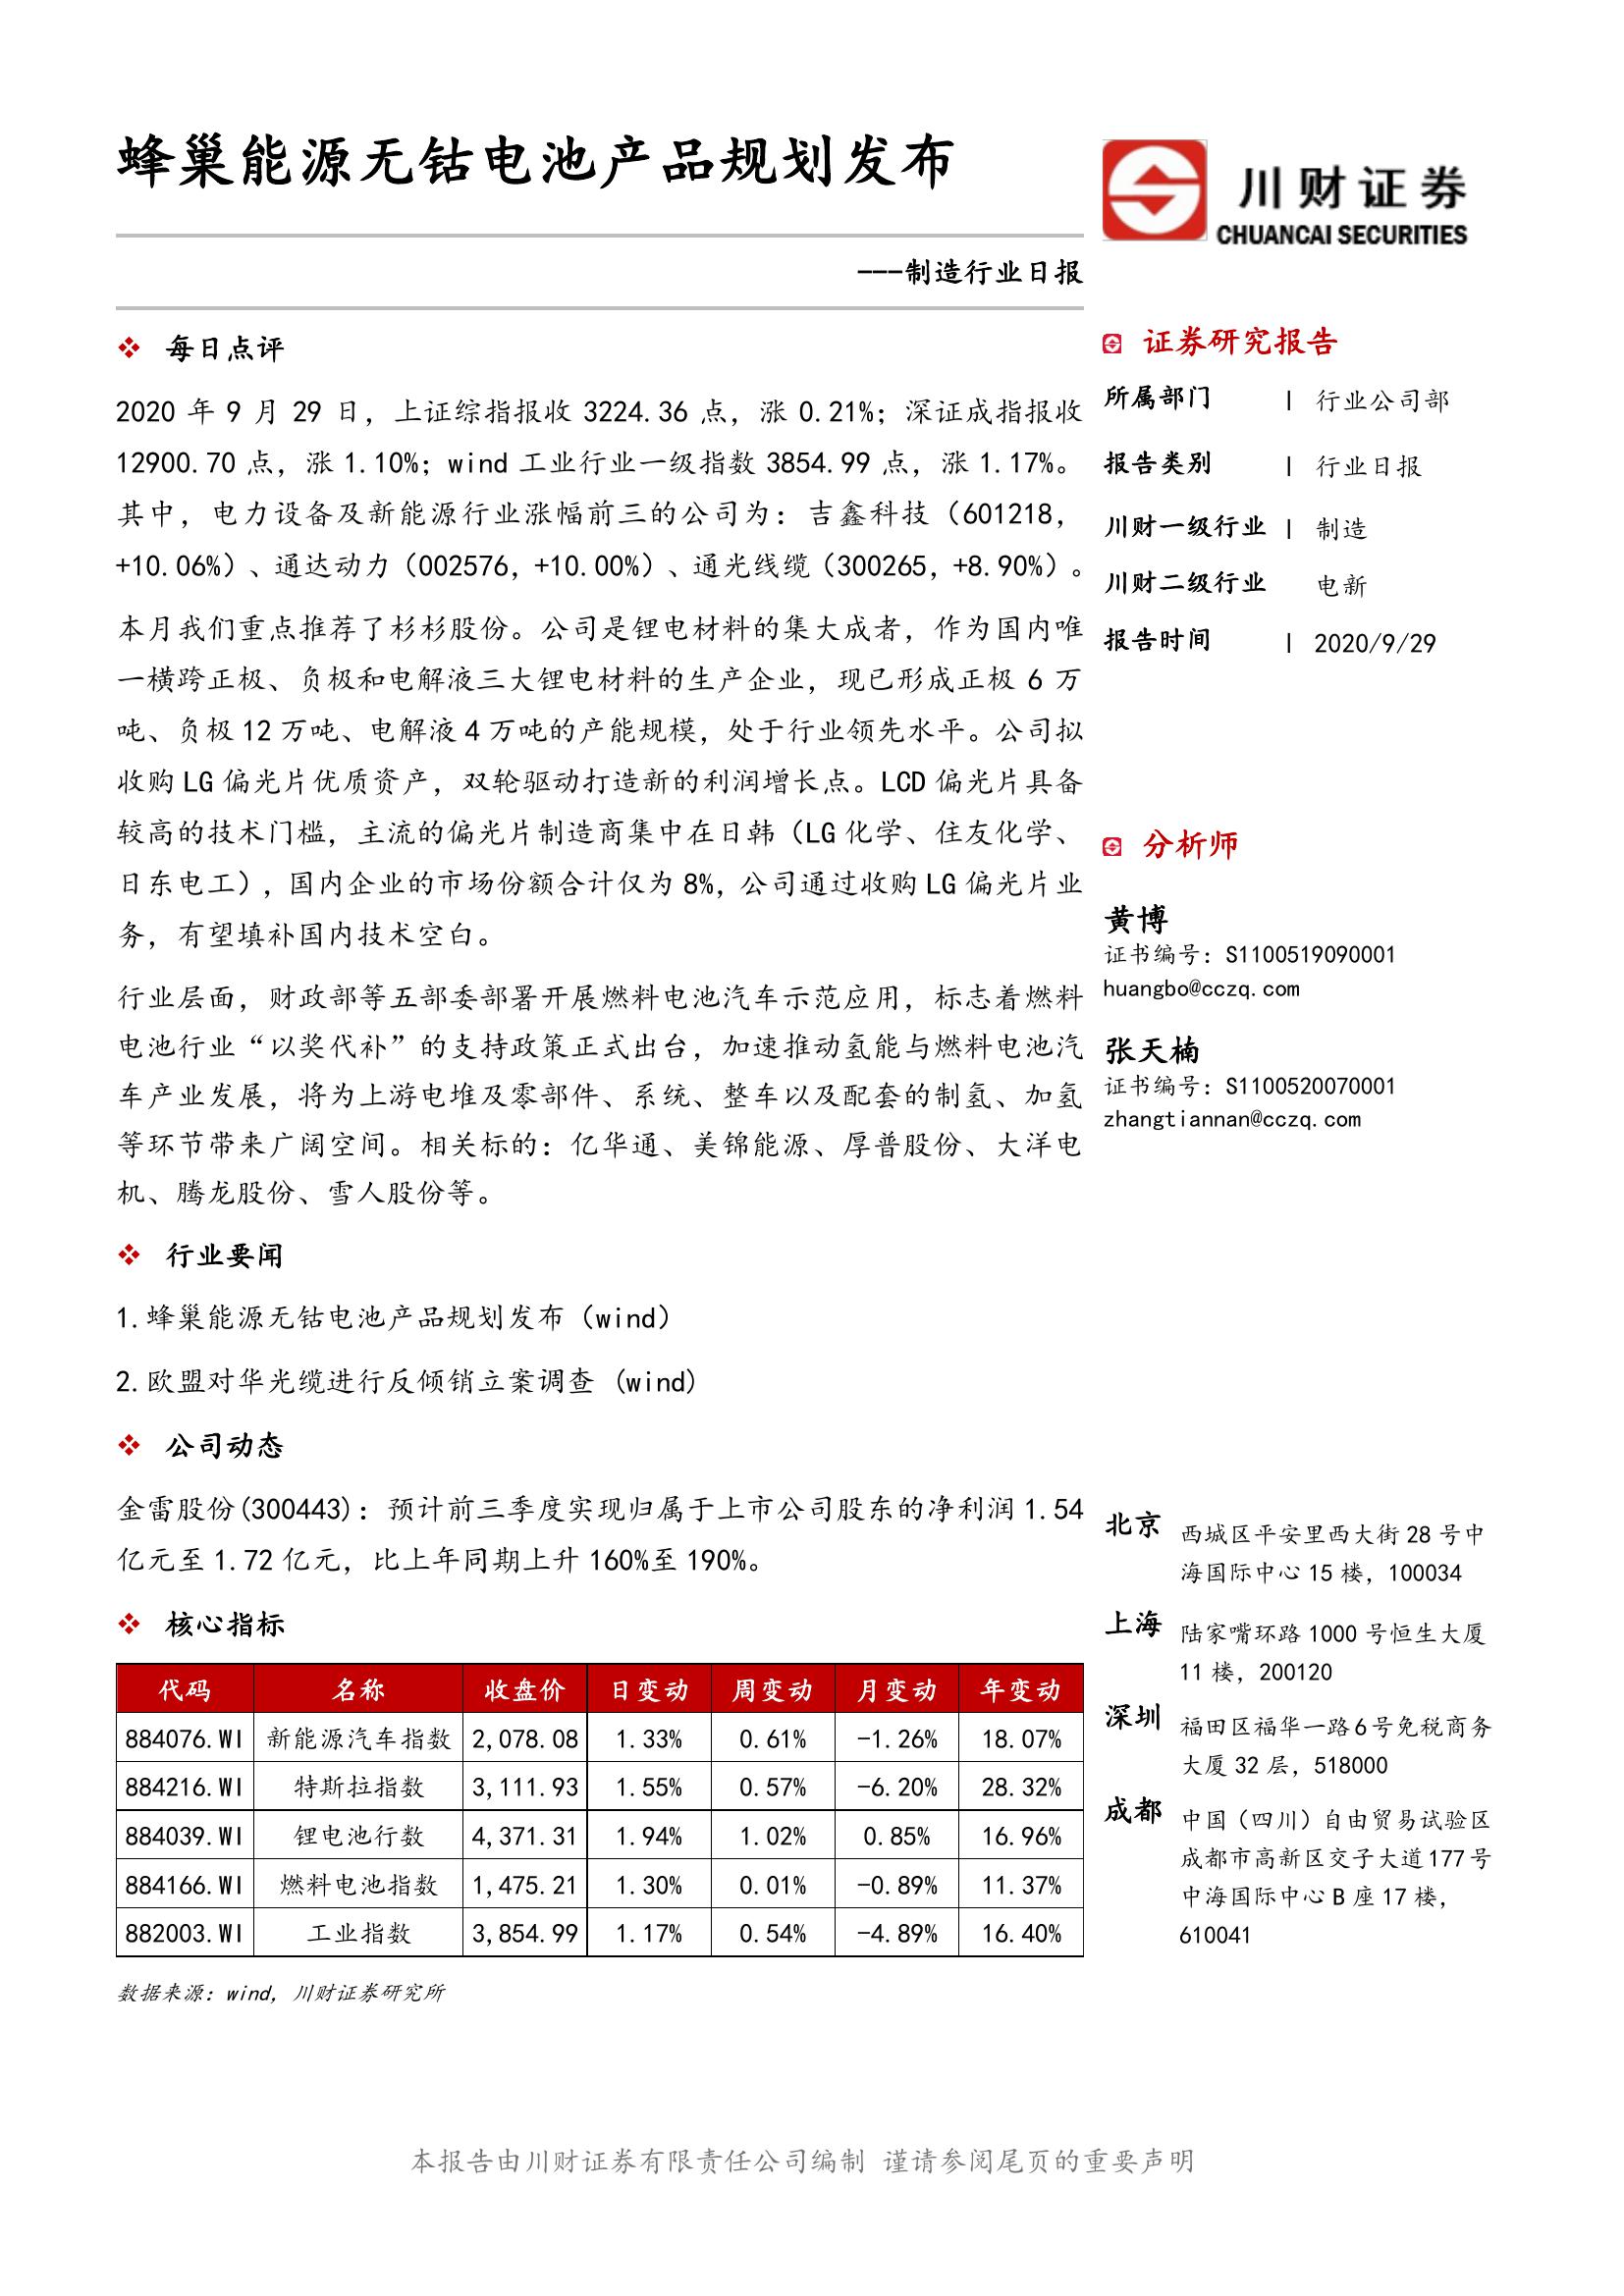 蜂巢能源无钴电池产品规划发布
川财证券
CHUANCAI SECURITIES
---制造行业日报
每日点评
2020 年 9 月 29 日，上证综指报收 3224.36 点，涨 0.21%；深证成指报收
12900.70 点，涨 1.10%；wind 工业行业一级指数 3854.99 点，涨 1.17%。
其中，电力设备及新能源行业涨幅前三的公司为：吉鑫科技（601218，
+10.06%）、通达动力（002576，+10.00%）、通光线缆（300265，+8.90%）。
本月我们重点推荐了杉杉股份。公司是锂电材料的集大成者，作为国内唯
一横跨正极、负极和电解液三大锂电材料的生产企业，现已形成正极 6 万
吨、负极 12 万吨、电解液 4 万吨的产能规模，处于行业领先水平。公司拟
收购 LG 偏光片优质资产，双轮驱动打造新的利润增长点。LCD 偏光片具备
较高的技术门槛，主流的偏光片制造商集中在日韩（LG 化学、住友化学、
日东电工），国内企业的市场份额合计仅为 8%，公司通过收购 LG 偏光片业
务，有望填补国内技术空白。
行业层面，财政部等五部委部署开展燃料电池汽车示范应用，标志着燃料
电池行业“以奖代补”的支持政策正式出台，加速推动氢能与燃料电池汽
车产业发展，将为上游电堆及零部件、系统、整车以及配套的制氢、加氢
等环节带来广阔空间。相关标的：亿华通、美锦能源、厚普股份、大洋电
机、腾龙股份、雪人股份等。
行业要闻
1.蜂巢能源无钴电池产品规划发布（wind）
2.欧盟对华光缆进行反倾销立案调查 (wind)
公司动态
金雷股份(300443)：预计前三季度实现归属于上市公司股东的净利润 1.54
亿元至 1.72 亿元，比上年同期上升 160%至 190%。
核心指标
代码 名称 收盘价 日变动 周变动 月变动 年变动
884076.WI 新能源汽车指数 2,078.08 1.33% 0.61% -1.26% 18.07%
884216.WI 特斯拉指数 3,111.93 1.55% 0.57% -6.20% 28.32%
884039.WI 锂电池行数 4,371.31 1.94% 1.02% 0.85% 16.96%
884166.WI 燃料电池指数 1,475.21 1.30% 0.01% -0.89% 11.37%
882003.WI 工业指数 3,854.99 1.17% 0.54% -4.89% 16.40%
数据来源：wind，川财证券研究所
证券研究报告
所属部门 | 行业公司部
报告类别 | 行业日报
川财一级行业 | 制造
川财二级行业 电新
报告时间 | 2020/9/29
分析师
黄博
证书编号：S1100519090001
huangbo@cczq.com
张天楠
证书编号：S1100520070001
zhangtiannan@cczq.com
北京 西城区平安里西大街 28 号中
海国际中心 15 楼，100034
上海 陆家嘴环路 1000 号恒生大厦
11 楼，200120
深圳 福田区福华一路 6 号免税商务
大厦 32 层，518000
成都 中国（四川）自由贸易试验区
成都市高新区交子大道 177 号
中海国际中心 B 座 17 楼，
610041
本报告由川财证券有限责任公司编制 谨请参阅尾页的重要声明